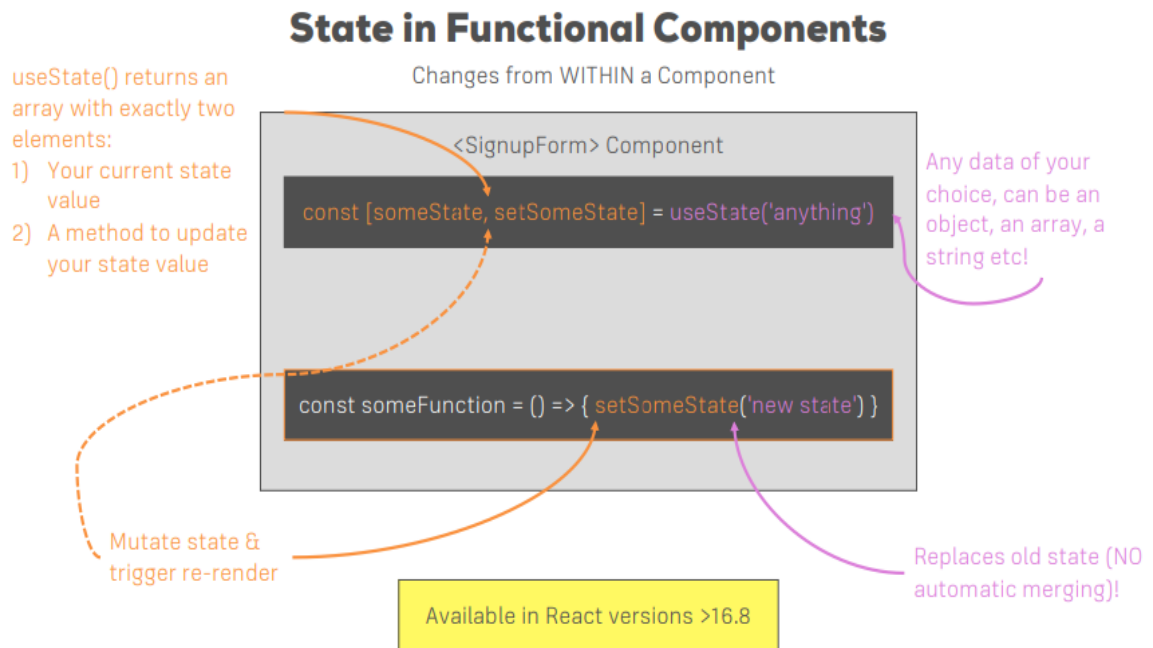 State in Functional Components
Changes from WITHIN a Component
useState() returns an
array with exactly two
elements:
1) Your current state
value
2) A method to update
your state value
<SignupForm> Component
const [someState, setSomeState] = useState('anything')
Any data of your
choice, can be an
object, an array, a
string etc!
const someFunction = () => { setSomeState('new state') }
Mutate state &
trigger re-render
Replaces old state (NO
automatic merging)!
Available in React versions >16.8